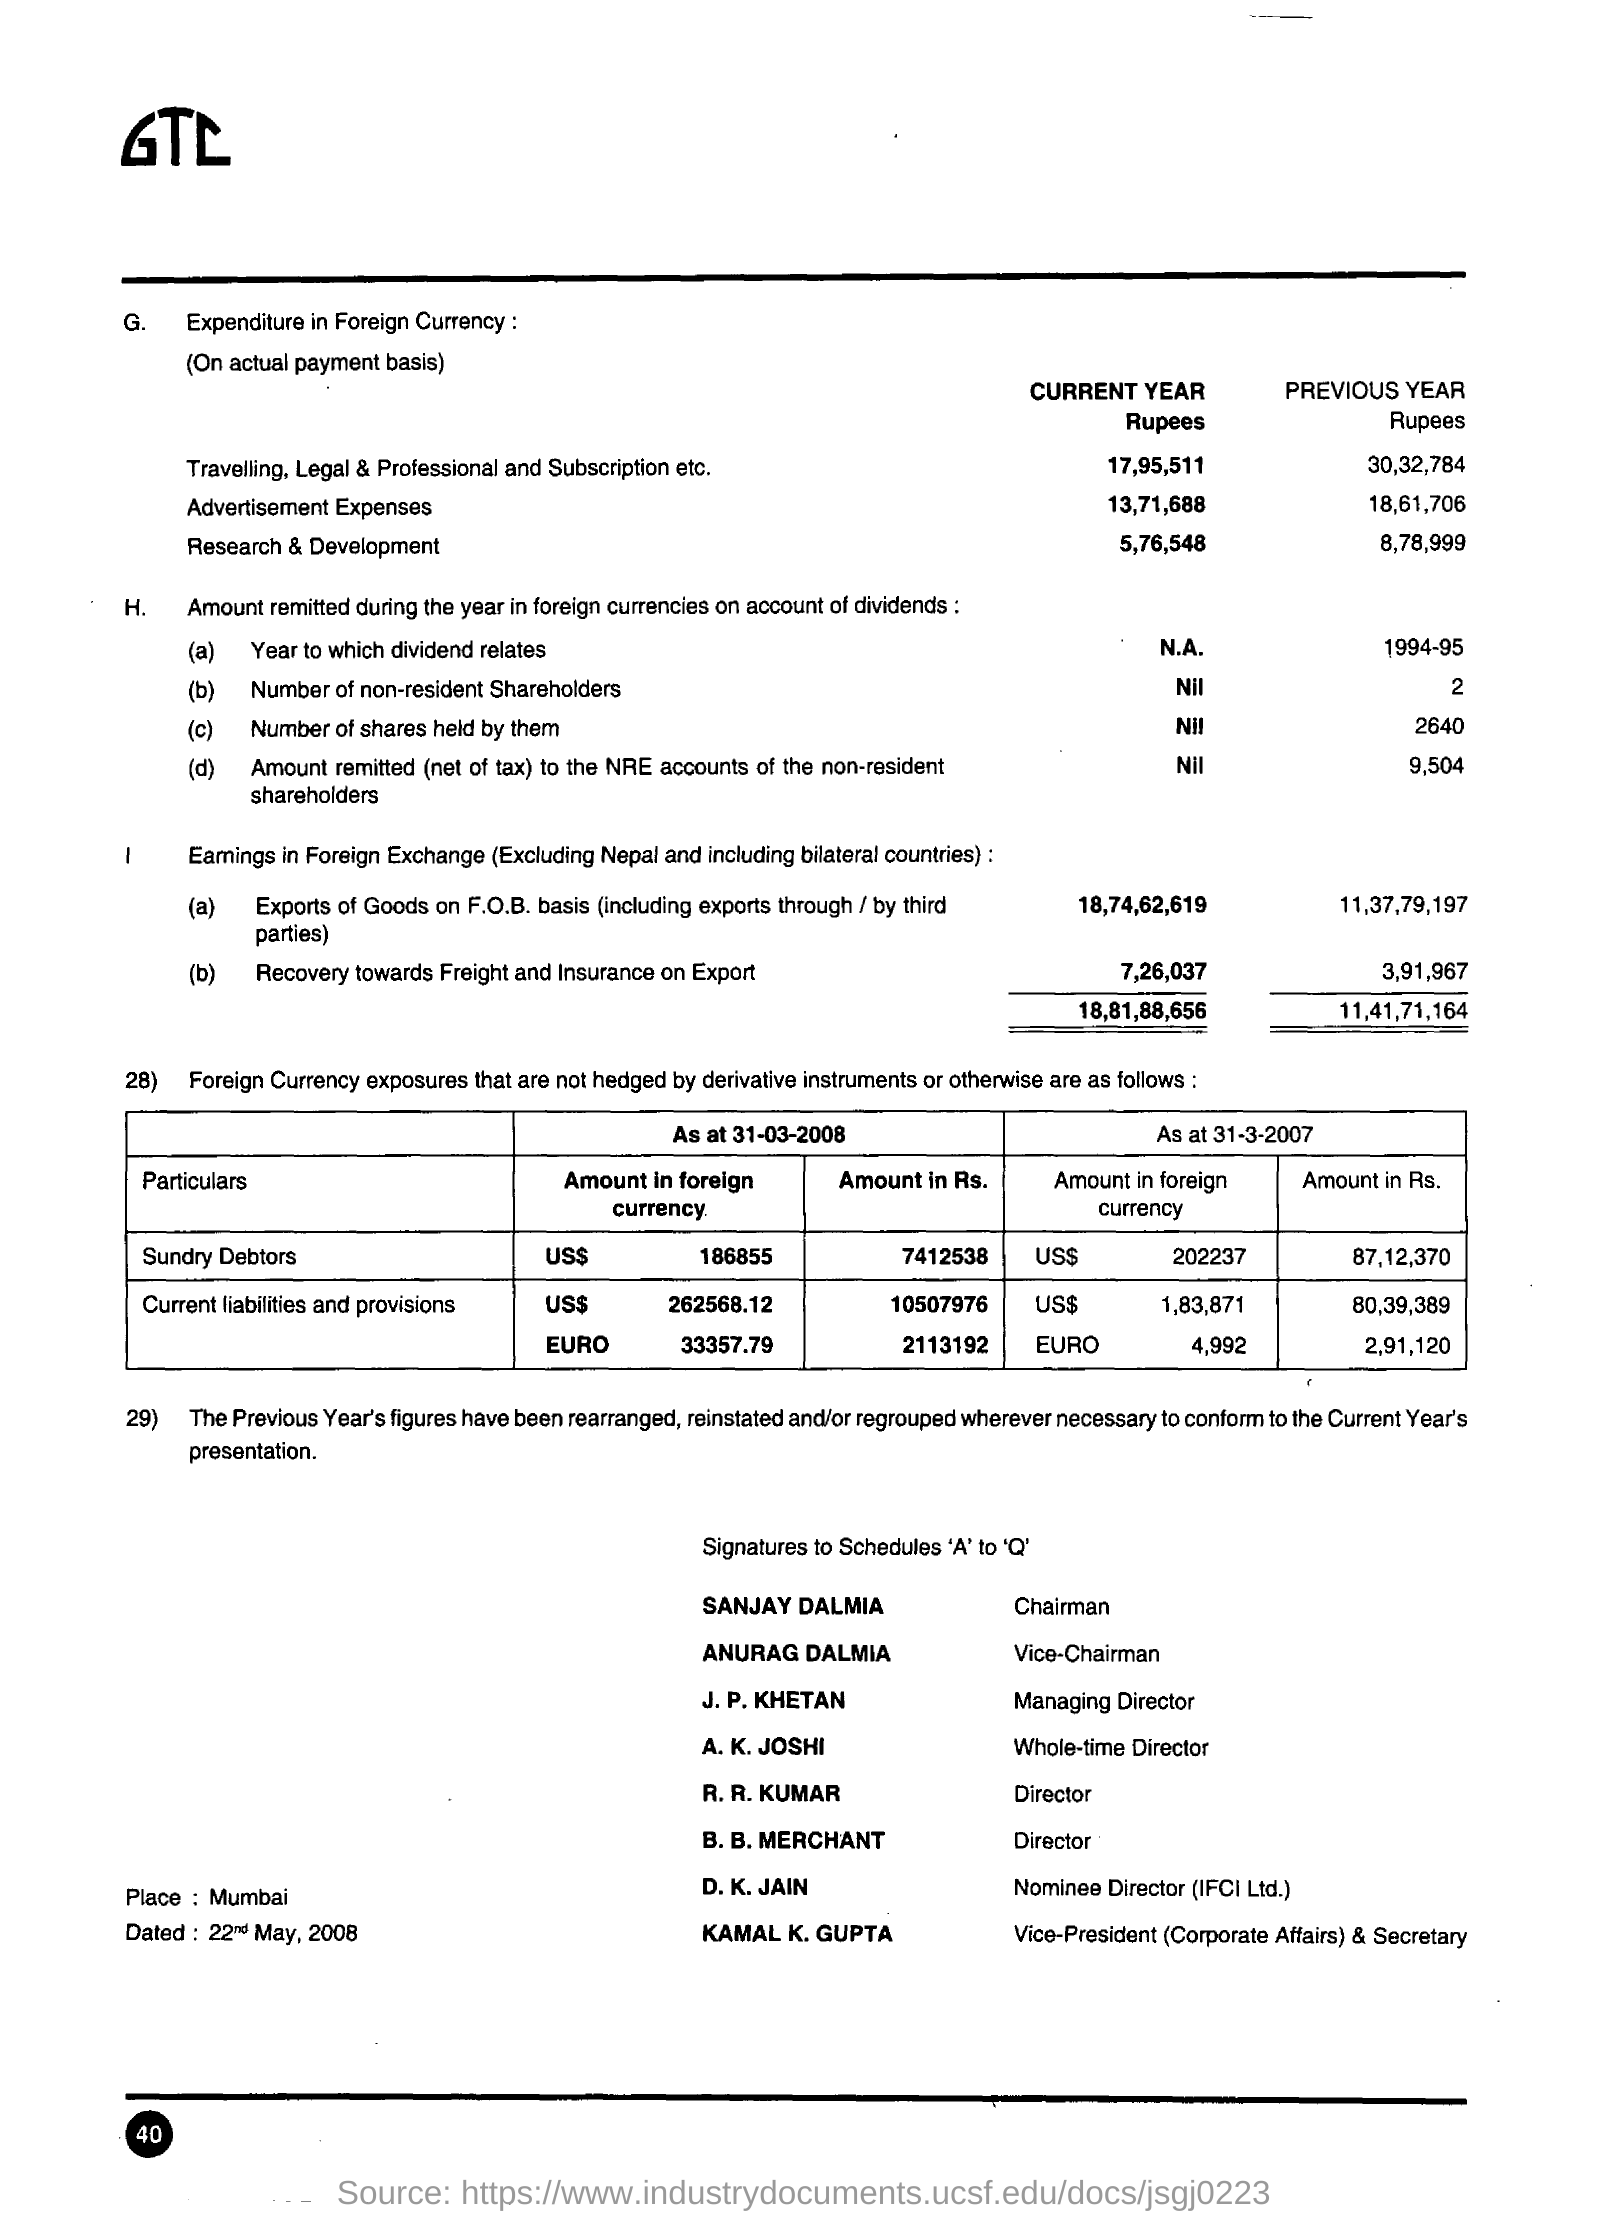 GTC
G. Expenditure in Foreign Currency :
(On actual payment basis)
CURRENT YEAR PREVIOUS YEAR
Rupees Rupees
Travelling, Legal & Professional and Subscription etc. 17,95,511 30,32,784
Advertisement Expenses 13,71,688 18,61,706
Research & Development 5,76,548 8,78,999
H. Amount remitted during the year in foreign currencies on account of dividends :
(a) Year to which dividend relates N.A. 1994-95
(b) Number of non-resident Shareholders Nil 2
(c) Number of shares held by them Nil 2640
(d) Amount remitted (net of tax) to the NRE accounts of the non-resident Nil 9,504
shareholders
I Earnings in Foreign Exchange (Excluding Nepal and including bilateral countries) :
(a) Exports of Goods on F.O.B. basis (including exports through / by third 18,74,62,619 11,37,79,197
parties)
(b) Recovery towards Freight and Insurance on Export 7,26,037 3,91,967
18,81,88,656 11,41,71,164
28) Foreign Currency exposures that are not hedged by derivative instruments or otherwise are as follows :
As at 31-03-2008 As at 31-3-2007
Particulars Amount in foreign Amount in Rs. Amount in foreign Amount in Rs.
currency currency
Sundry Debtors US$ 186855 7412538 US$ 202237 87,12,370
Current liabilities and provisions US$ 262568.12 10507976 US$ 1,83,871 80,39,389
EURO 33357.79 2113192 EURO 4,992 2,91,120
29) The Previous Year's figures have been rearranged, reinstated and/or regrouped wherever necessary to conform to the Current Year's
presentation.
Signatures to Schedules 'A' to 'Q'
SANJAY DALMIA Chairman
ANURAG DALMIA Vice-Chairman
J. P. KHETAN Managing Director
A. K. JOSHI Whole-time Director
R. R. KUMAR Director
B. B. MERCHANT Director
D. K. JAIN Nominee Director (IFCI Ltd.)
Place : Mumbai
Dated : 22nd May, 2008 KAMAL K. GUPTA Vice-President (Corporate Affairs) & Secretary
40
Source: https://www.industrydocuments.ucsf.edu/docs/jsgj0223